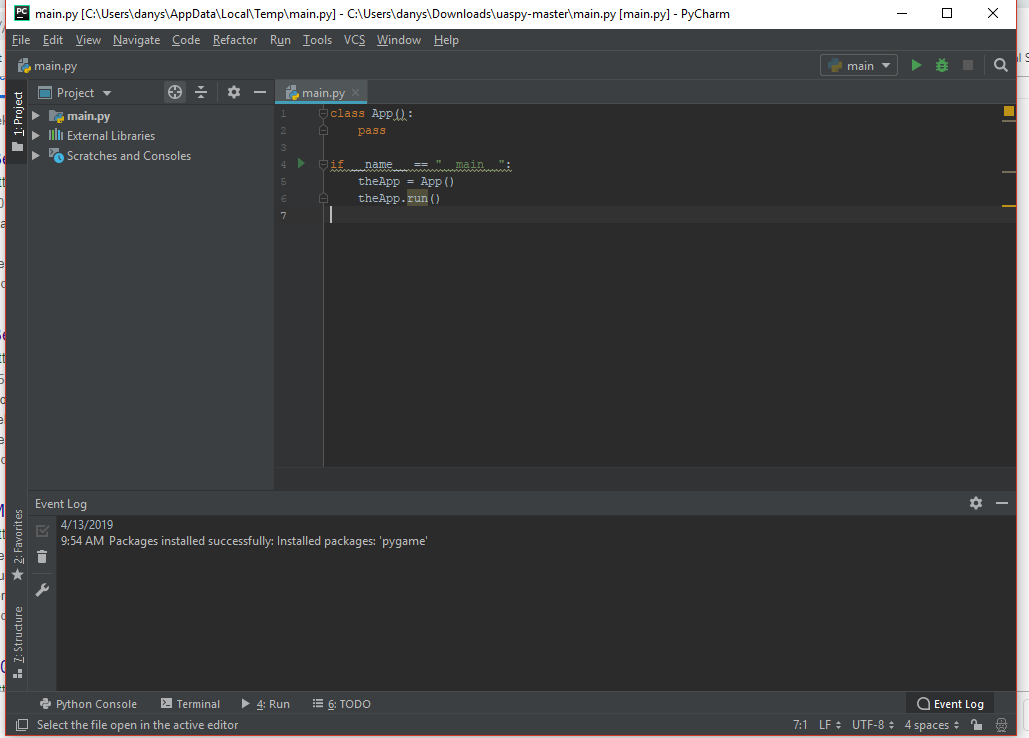 PC main.py [C:\Users\danys\AppData\Local\Temp\main.py] - C:\Users\danys\Downloads\uaspy-master\main.py [main.py] - PyCharm
File Edit View Navigate Code Refactor Run Tools VCS Window Help
main.py main
1: Project
Project main.py
main.py
External Libraries
Scratches and Consoles
1 class App():
2 pass
3
4 if __name__ == "__main__":
5 theApp = App()
6 theApp.run()
7
Event Log
4/13/2019
9:54 AM Packages installed successfully: Installed packages: 'pygame'
2: Favorites
7: Structure
Python Console Terminal 4: Run 6: TODO Event Log
Select the file open in the active editor 7:1 LF UTF-8 4 spaces